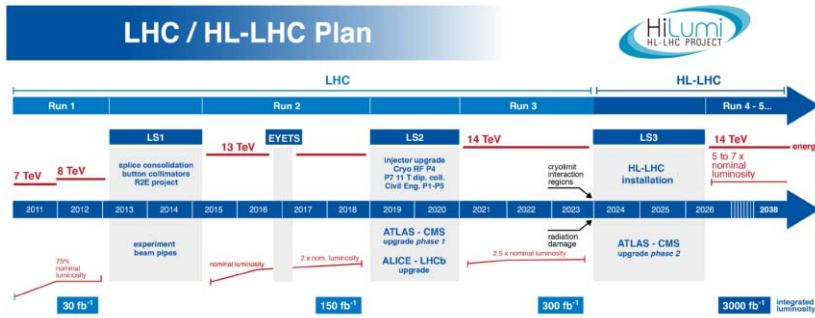 LHC / HL-LHC Plan
HiLumi
HL-LHC PROJECT
LHC
HL-LHC
Run 1
Run 2
Run 3
Run 4 - 5...
LS1
EYETS
LS2
LS3
13 TeV
14 TeV
14 TeV
energy
7 TeV
8 TeV
splice consolidation
button collimators
R2E project
injector upgrade
Cryo RF P4
P7 11 T dip. coll.
Civil Eng. P1-P5
cryolimit
interaction
regions
HL-LHC
installation
5 to 7 x
nominal
luminosity
2011 2012 2013 2014 2015 2016 2017 2018 2019 2020 2021 2022 2023 2024 2025 2026 2038
75%
nominal
luminosity
experiment
beam pipes
nominal luminosity
2 x nom. luminosity
ATLAS - CMS
upgrade phase 1
ALICE - LHCb
upgrade
2.5 x nominal luminosity
radiation
damage
ATLAS - CMS
upgrade phase 2
30 fb⁻¹
150 fb⁻¹
300 fb⁻¹
3000 fb⁻¹
integrated
luminosity